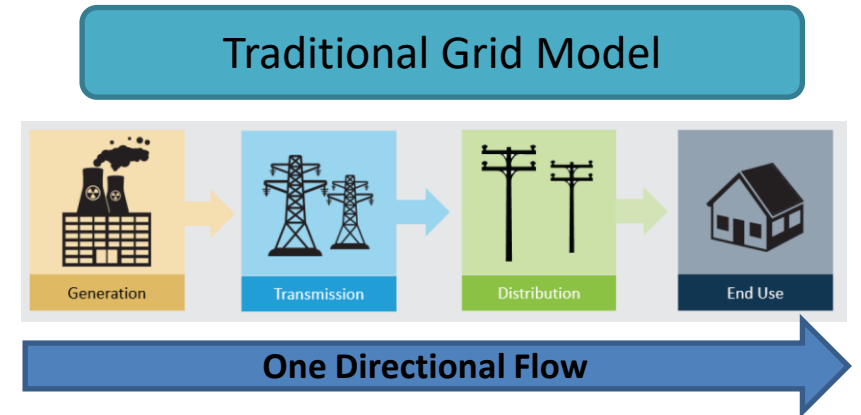 Traditional Grid Model
Generation
Transmission
Distribution
End Use
One Directional Flow